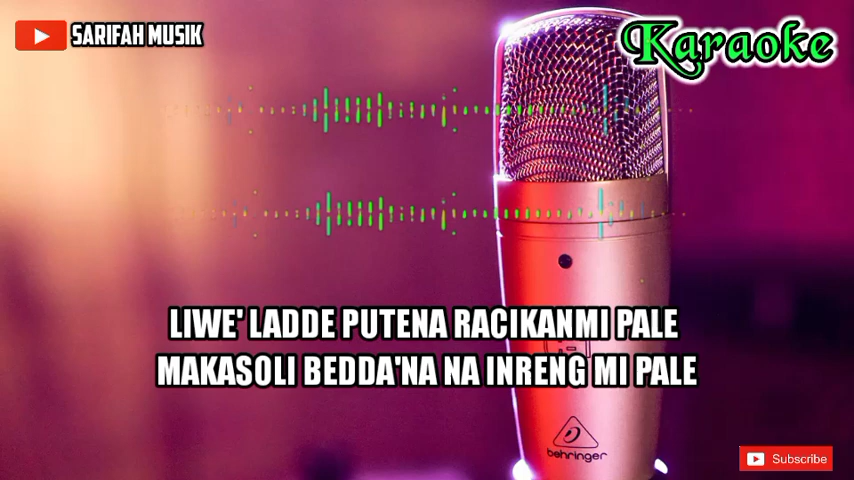 SARIFAH MUSIK
Karaoke
LIWE' LADDE PUTENA RACIKANMI PALE
MAKASOLI BEDDA'NA NA INRENG MI PALE
behringer
Subscribe